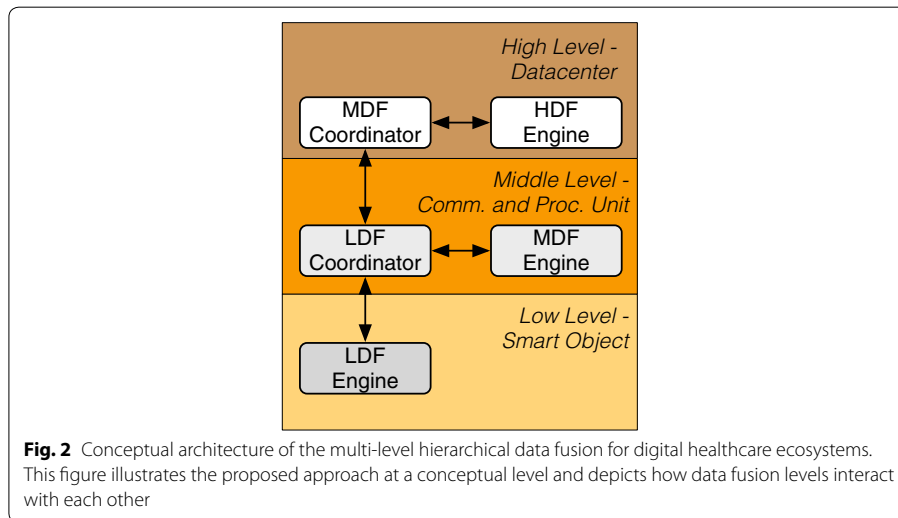 High Level -
Datacenter
MDF
Coordinator
HDF
Engine
Middle Level -
Comm. and Proc. Unit
LDF
Coordinator
MDF
Engine
Low Level -
Smart Object
LDF
Engine
Fig. 2 Conceptual architecture of the multi-level hierarchical data fusion for digital healthcare ecosystems.
This figure illustrates the proposed approach at a conceptual level and depicts how data fusion levels interact
with each other